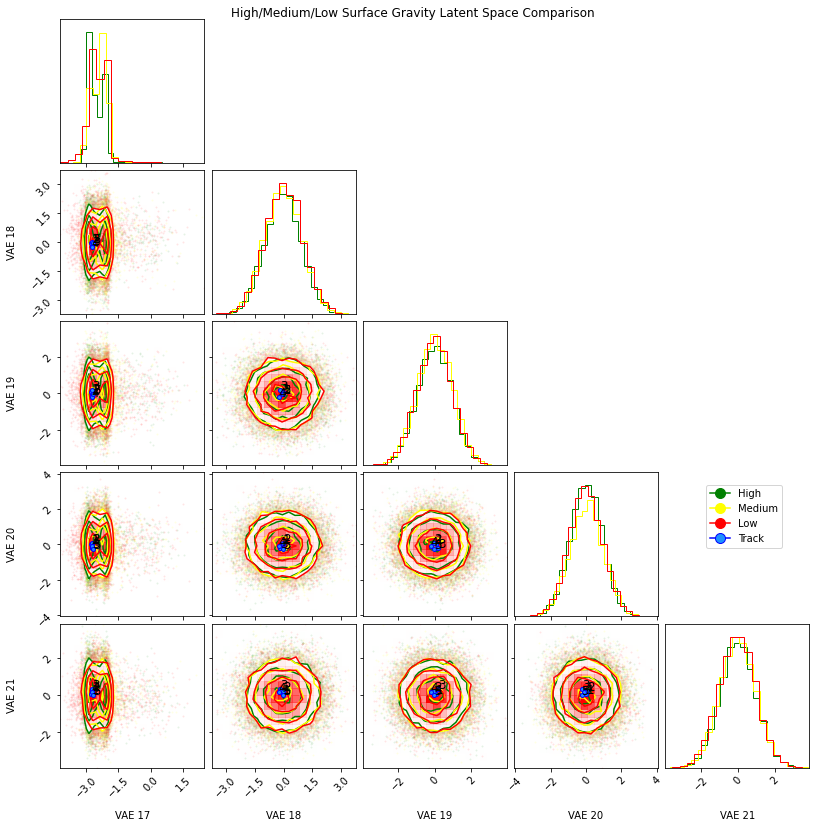 High/Medium/Low Surface Gravity Latent Space Comparison
VAE 18
3.0
1.5
0.0
−1.5
−3.0
VAE 19
2
0
−2
VAE 20
4
2
0
−2
−4
High
Medium
Low
Track
VAE 21
2
0
−2
−3.0 −1.5 0.0 1.5
−3.0 −1.5 0.0 1.5 3.0
−2 0 2
−4 −2 0 2 4
−2 0 2
VAE 17 VAE 18 VAE 19 VAE 20 VAE 21